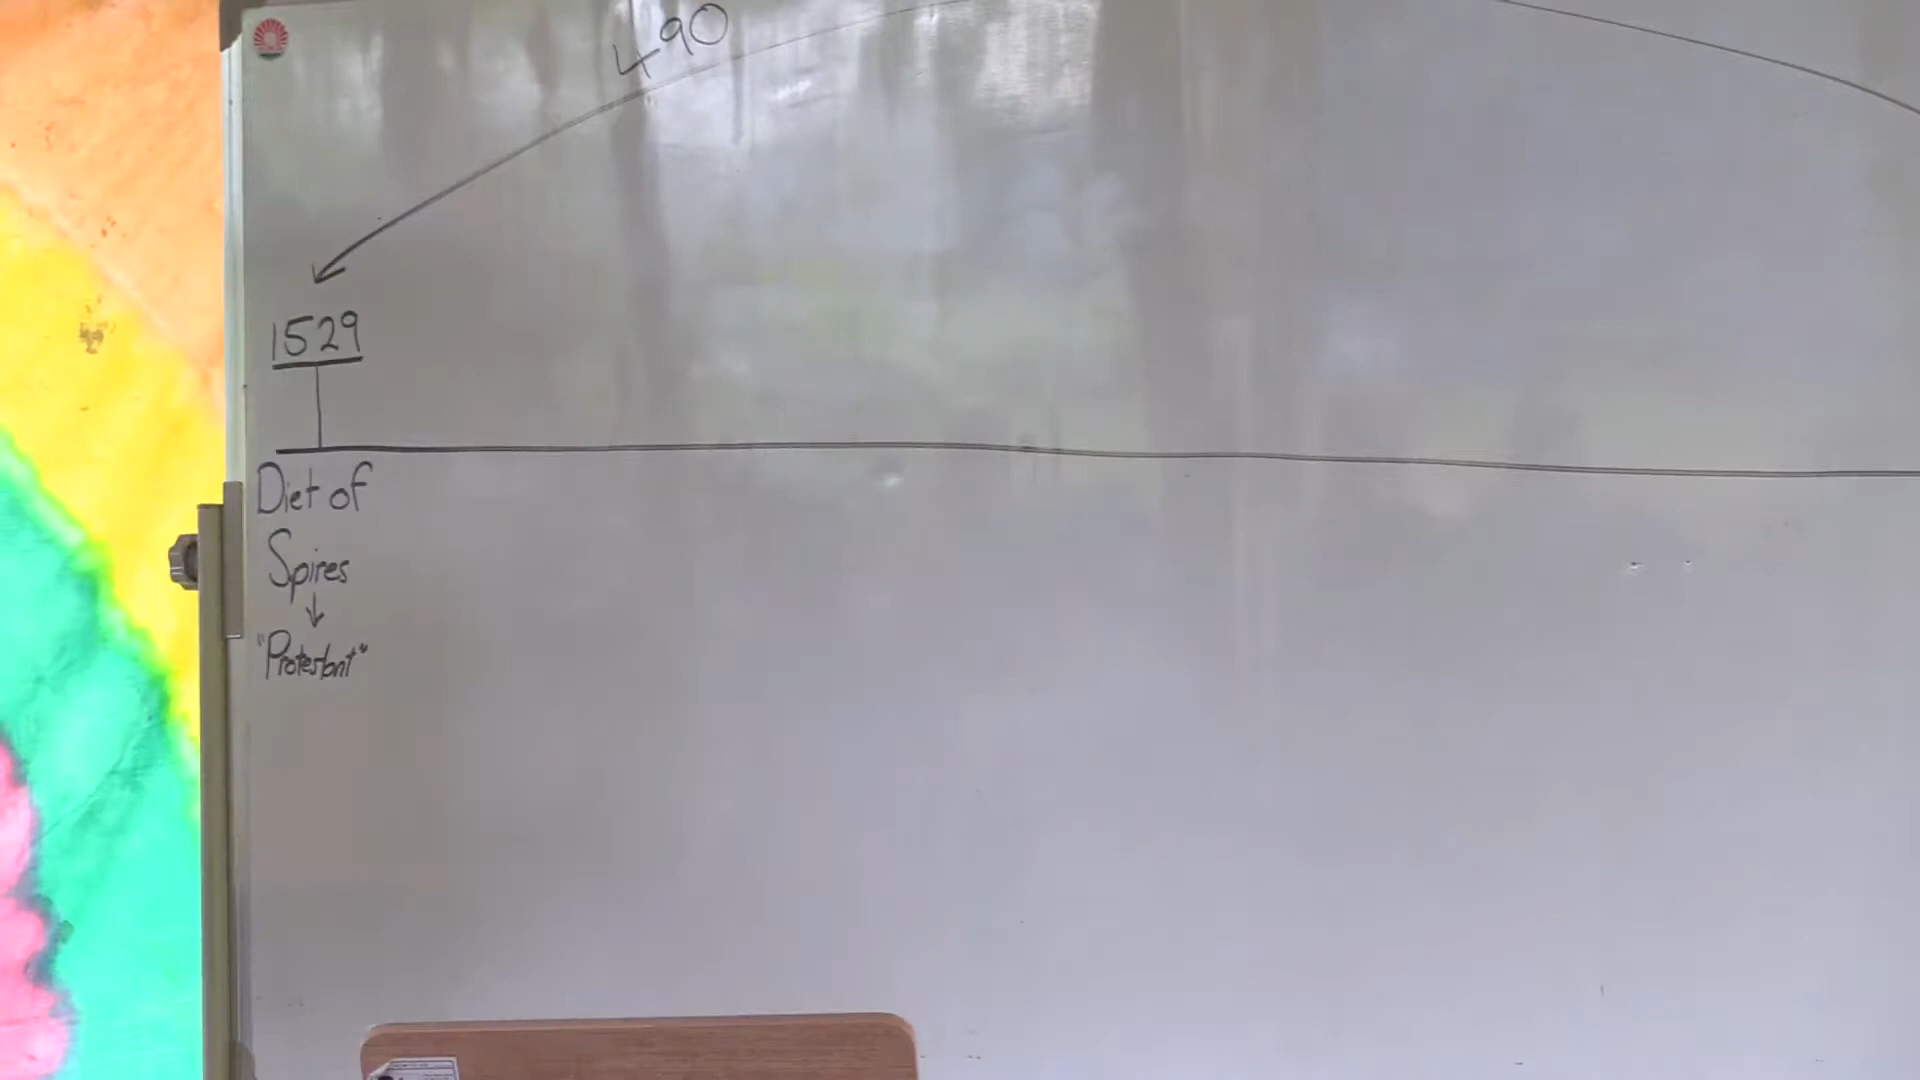 490
1529
Diet of
Spires
↓
"Protestant"